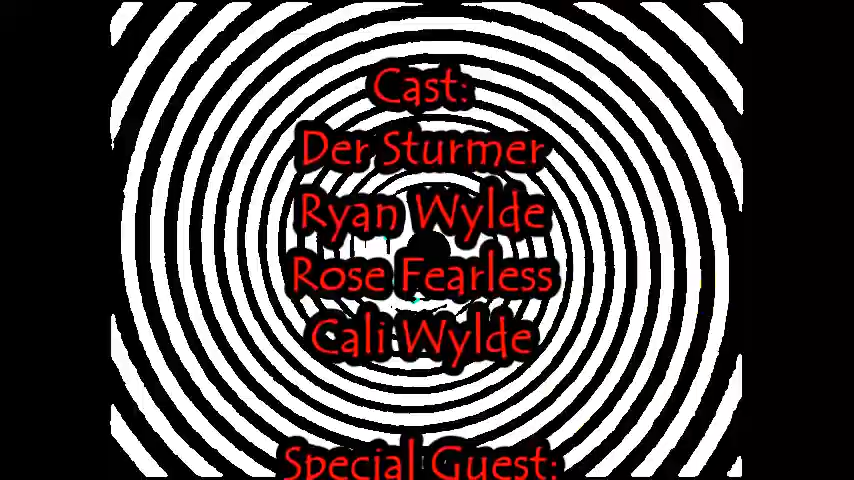 Cast:
Der Sturmer
Ryan Wylde
Rose Fearless
Cali Wylde
Special Guest: